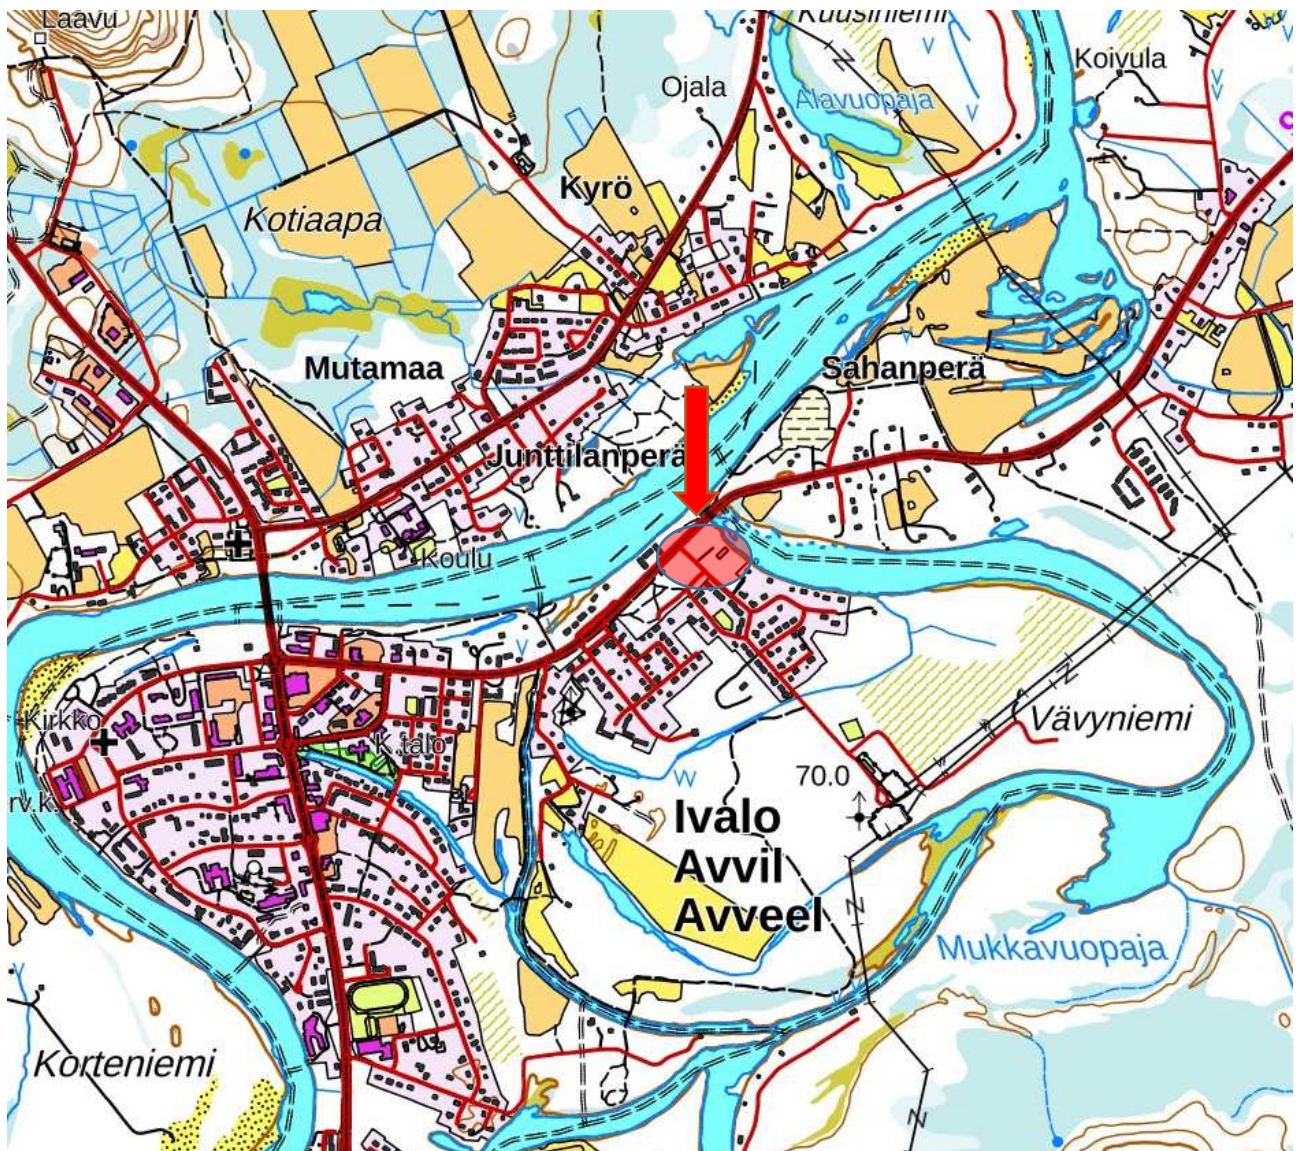 Laavu
Kuusiniemi
Koivula
Ojala
Alavuopaja
Kyrö
Kotiaapa
Mutamaa
Sahanperä
Junttilanperä
Koulu
Kirkko
K.talo
Vävyniemi
70.0
rv.k.
Ivalo
Avvil
Avveel
Mukkavuopaja
Korteniemi